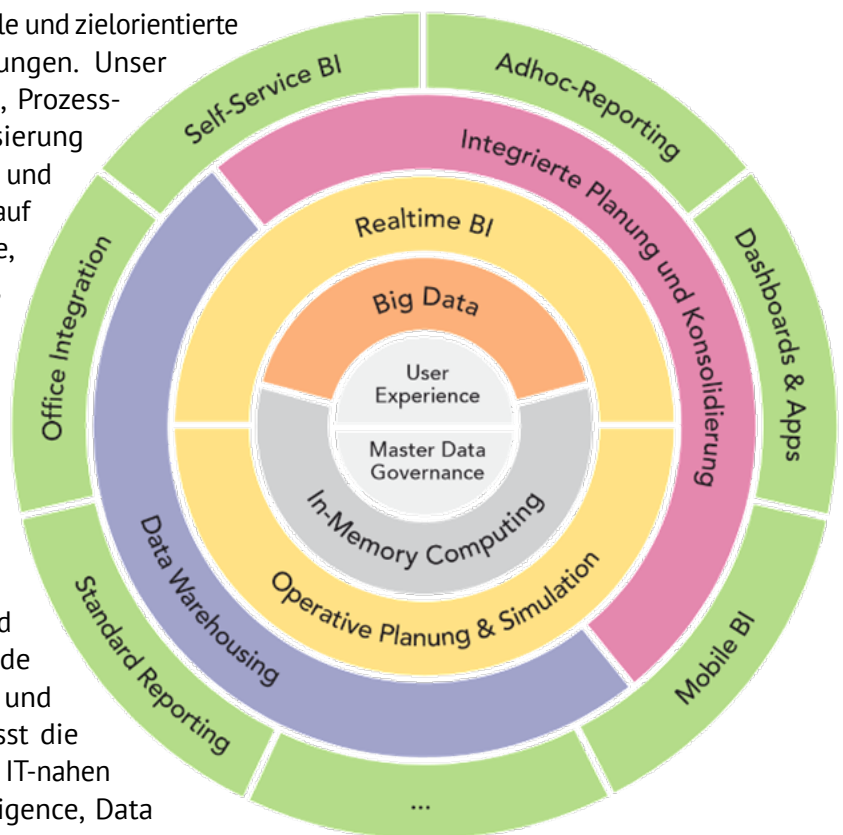 le und zielorientierte
ungen. Unser
, Prozess-
sierung
und
auf
e,
d
de
und
sst die
IT-nahen
igence, Data
Self-Service BI
Adhoc-Reporting
Dashboards & Apps
Mobile BI
...
Standard Reporting
Office Integration
Integrierte Planung und Konsolidierung
Data Warehousing
Realtime BI
Operative Planung & Simulation
Big Data
In-Memory Computing
User
Experience
Master Data
Governance